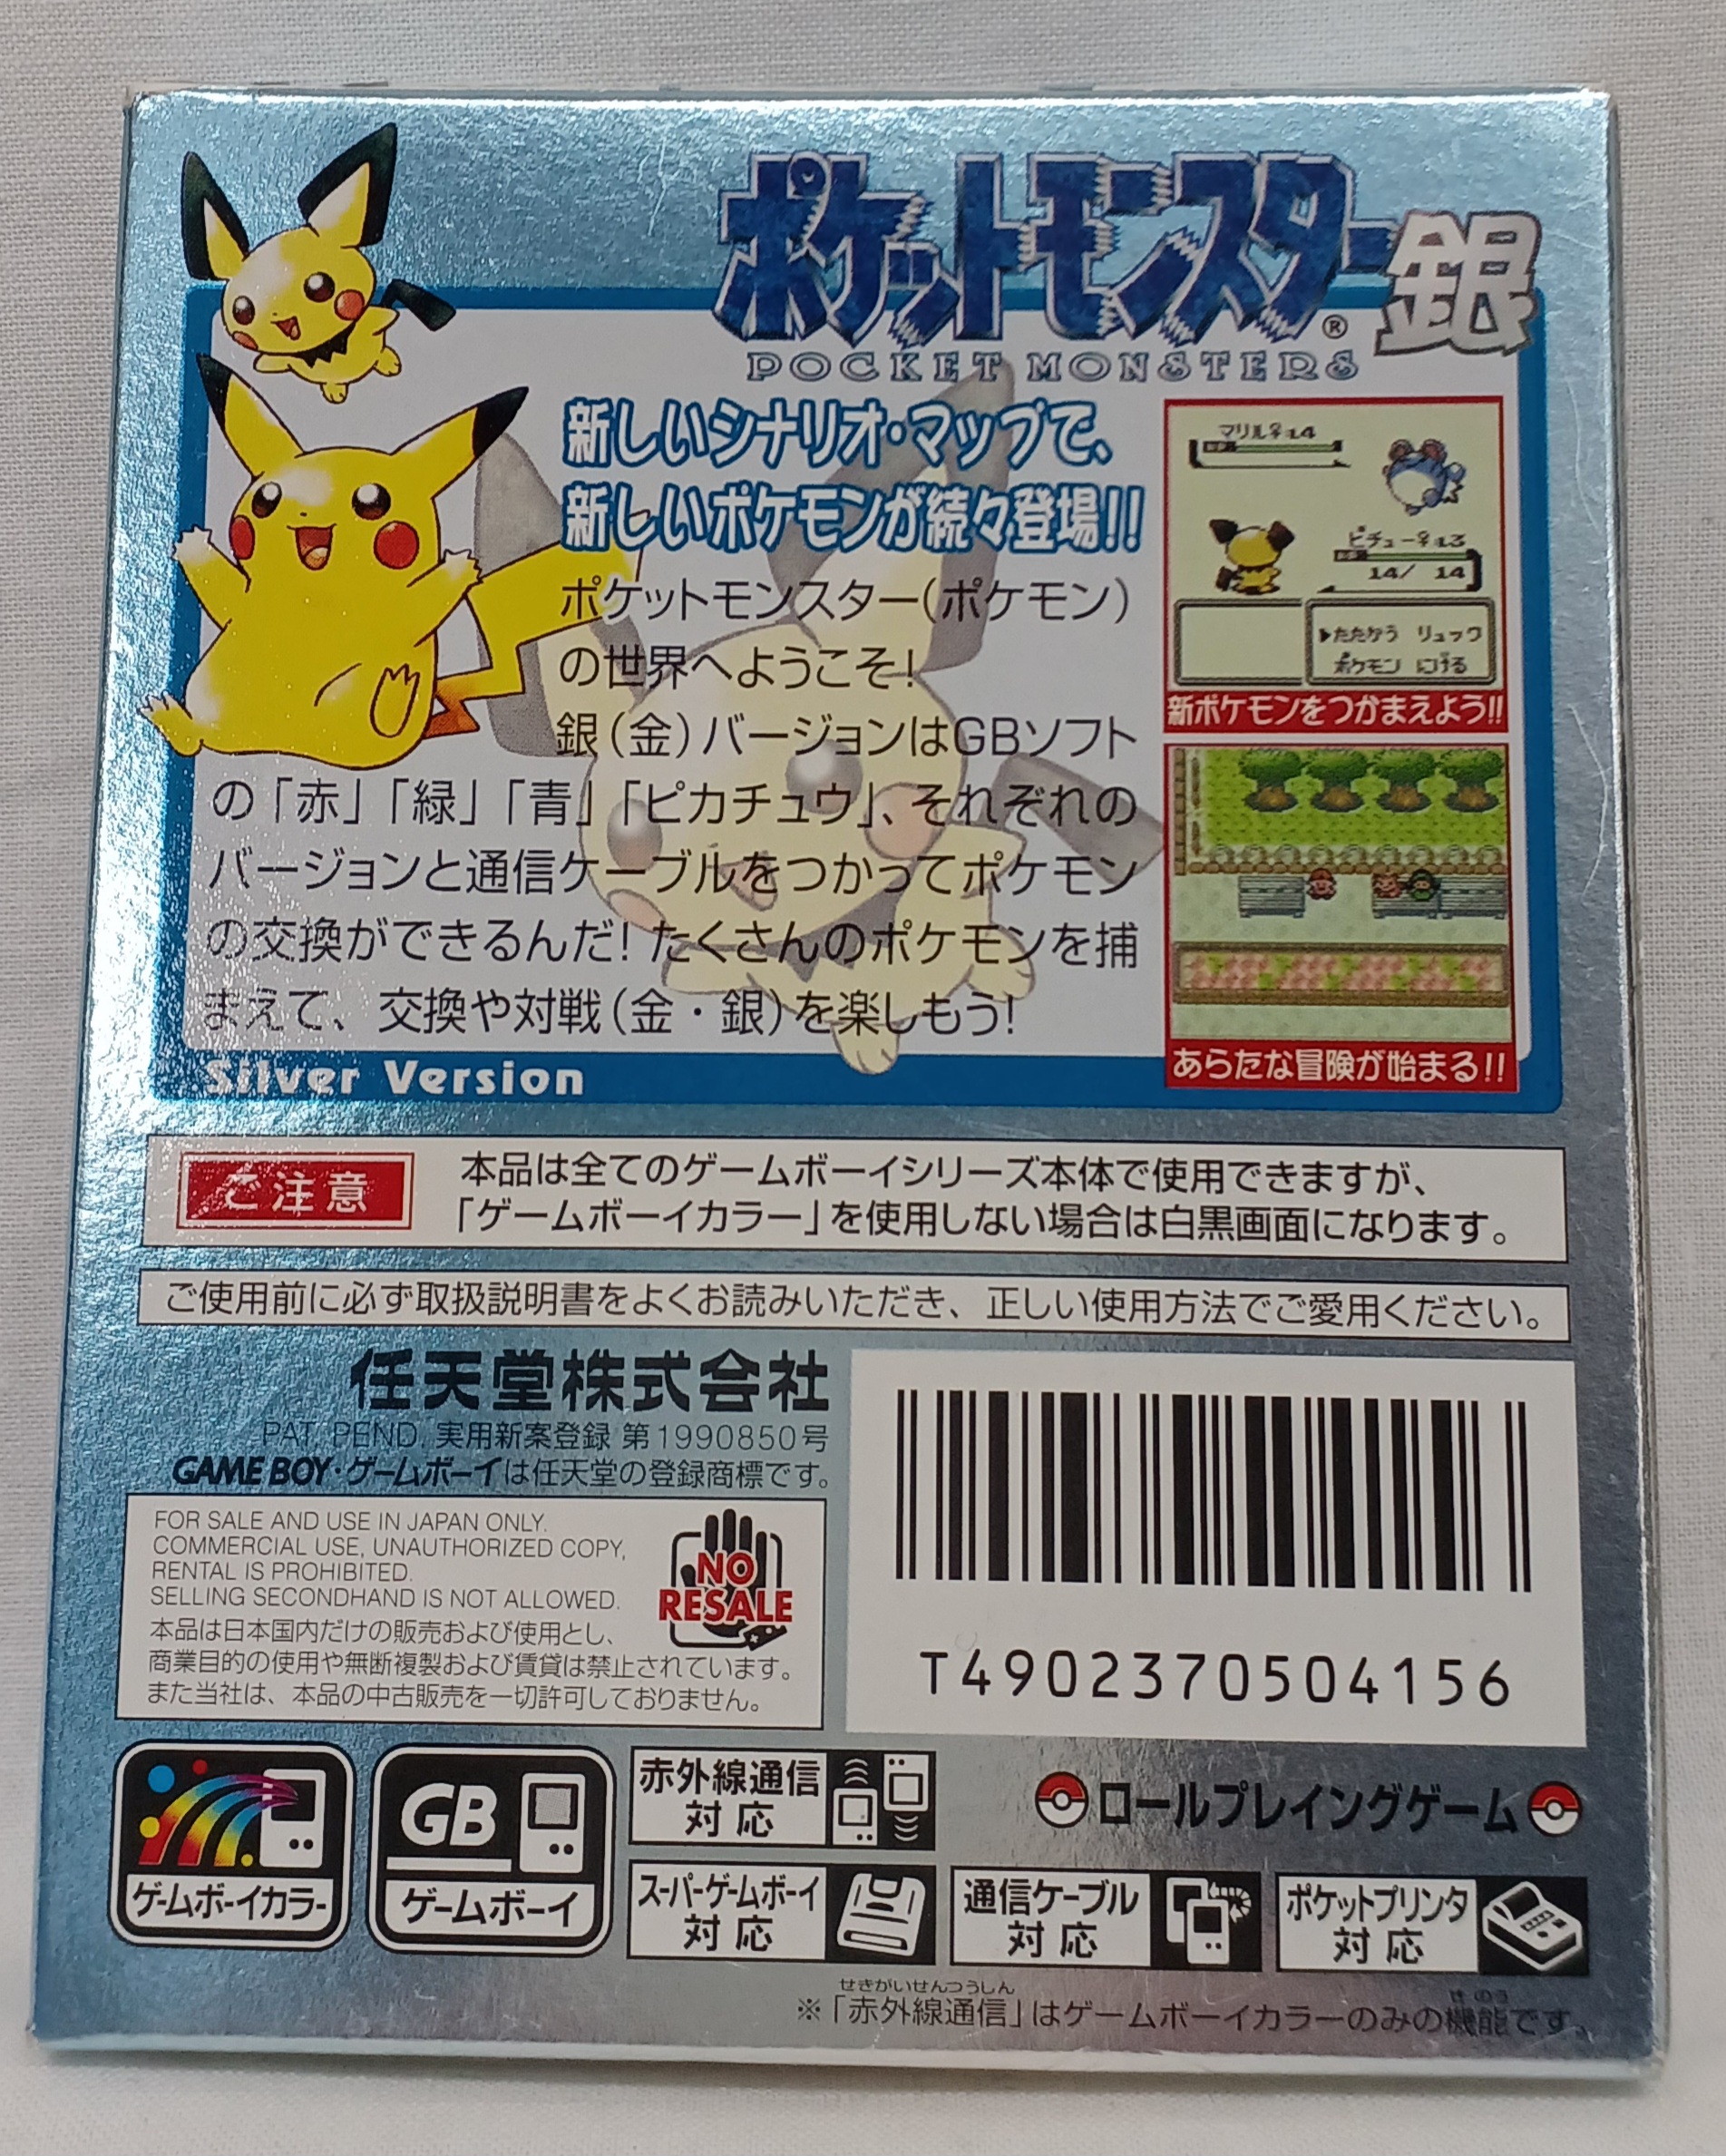 ポケットモンスター銀
®
POCKET MONSTERS
新しいシナリオ・マップで、
新しいポケモンが続々登場!!
ポケットモンスター(ポケモン)
の世界へようこそ!
銀(金)バージョンはGBソフト
の「赤」「緑」「青」「ピカチュウ」、それぞれの
バージョンと通信ケーブルをつかってポケモン
の交換ができるんだ! たくさんのポケモンを捕
まえて、交換や対戦(金・銀)を楽しもう!
マリル♀:L4
ピチュー♀:L3
14/ 14
▶たたかう リュック
ポケモン にげる
新ポケモンをつかまえよう!!
あらたな冒険が始まる!!
Silver Version
ご注意
本品は全てのゲームボーイシリーズ本体で使用できますが、
「ゲームボーイカラー」を使用しない場合は白黒画面になります。
ご使用前に必ず取扱説明書をよくお読みいただき、正しい使用方法でご愛用ください。
任天堂株式会社
PAT. PEND. 実用新案登録 第1990850号
GAME BOY・ゲームボーイは任天堂の登録商標です。
FOR SALE AND USE IN JAPAN ONLY.
COMMERCIAL USE, UNAUTHORIZED COPY,
RENTAL IS PROHIBITED.
SELLING SECONDHAND IS NOT ALLOWED.
本品は日本国内だけの販売および使用とし、
商業目的の使用や無断複製および賃貸は禁止されています。
また当社は、本品の中古販売を一切許可しておりません。
NO
RESALE
T4902370504156
ゲームボーイカラー
GB
ゲームボーイ
赤外線通信
対応
ロールプレイングゲーム
スーパーゲームボーイ
対応
通信ケーブル
対応
ポケットプリンタ
対応
せきがいせんつうしん
きのう
※「赤外線通信」はゲームボーイカラーのみの機能です。